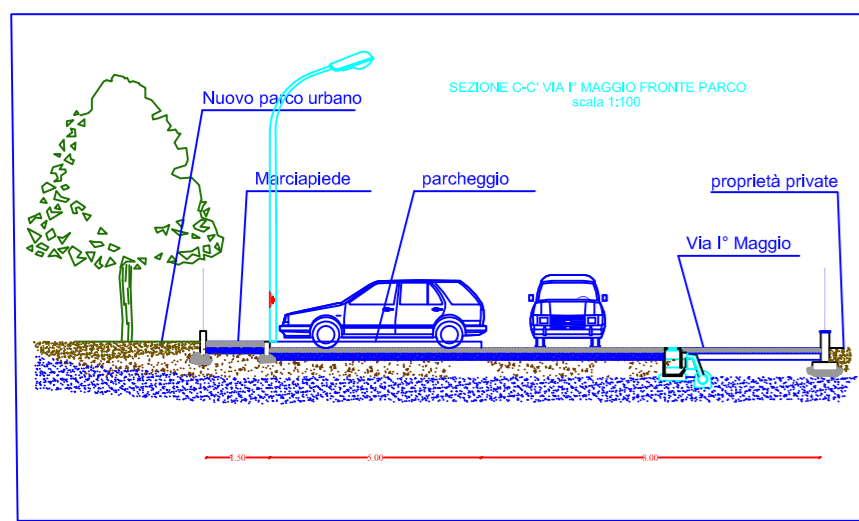 SEZIONE C-C' VIA I° MAGGIO FRONTE PARCO
scala 1:100
Nuovo parco urbano
Marciapiede
parcheggio
proprietà private
Via I° Maggio
1.50
5.00
8.00